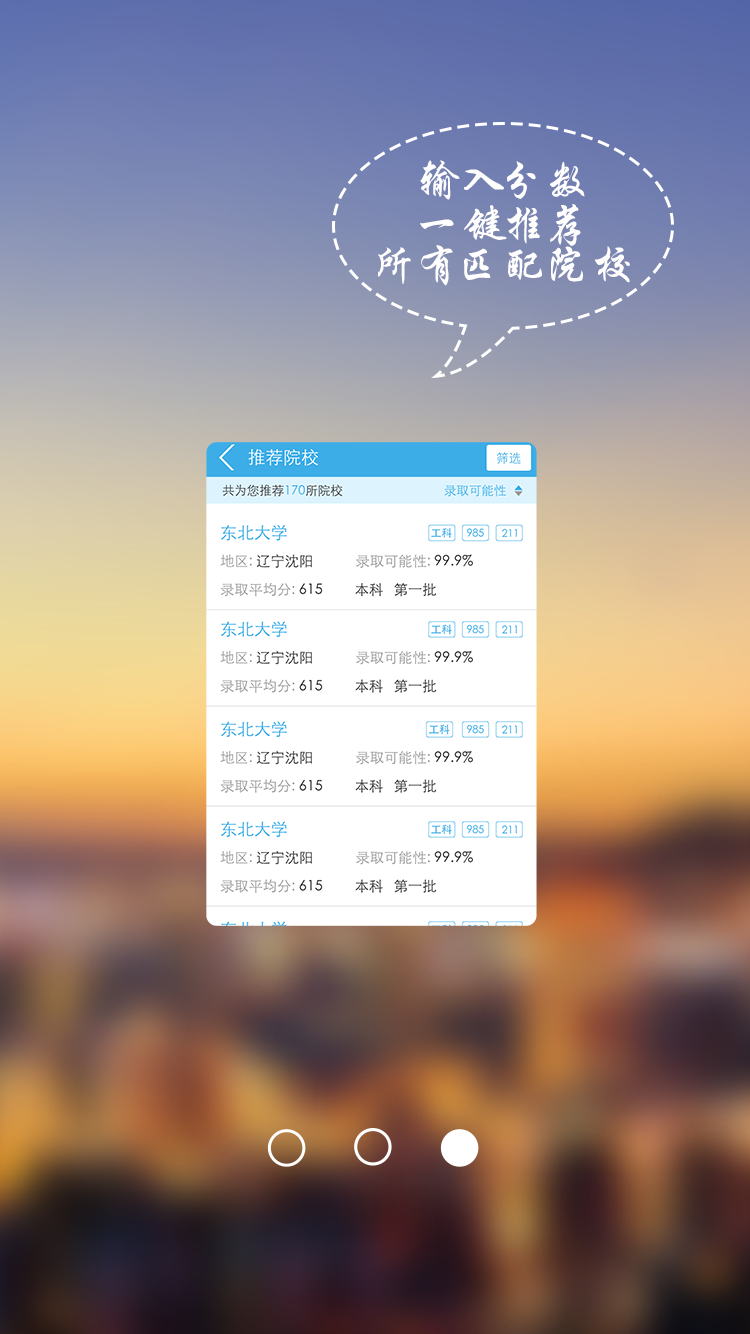 输入分数
一键推荐
所有匹配院校
推荐院校 筛选
共为您推荐170所院校 录取可能性
东北大学 工科 985 211
地区: 辽宁沈阳 录取可能性: 99.9%
录取平均分: 615 本科 第一批
东北大学 工科 985 211
地区: 辽宁沈阳 录取可能性: 99.9%
录取平均分: 615 本科 第一批
东北大学 工科 985 211
地区: 辽宁沈阳 录取可能性: 99.9%
录取平均分: 615 本科 第一批
东北大学 工科 985 211
地区: 辽宁沈阳 录取可能性: 99.9%
录取平均分: 615 本科 第一批